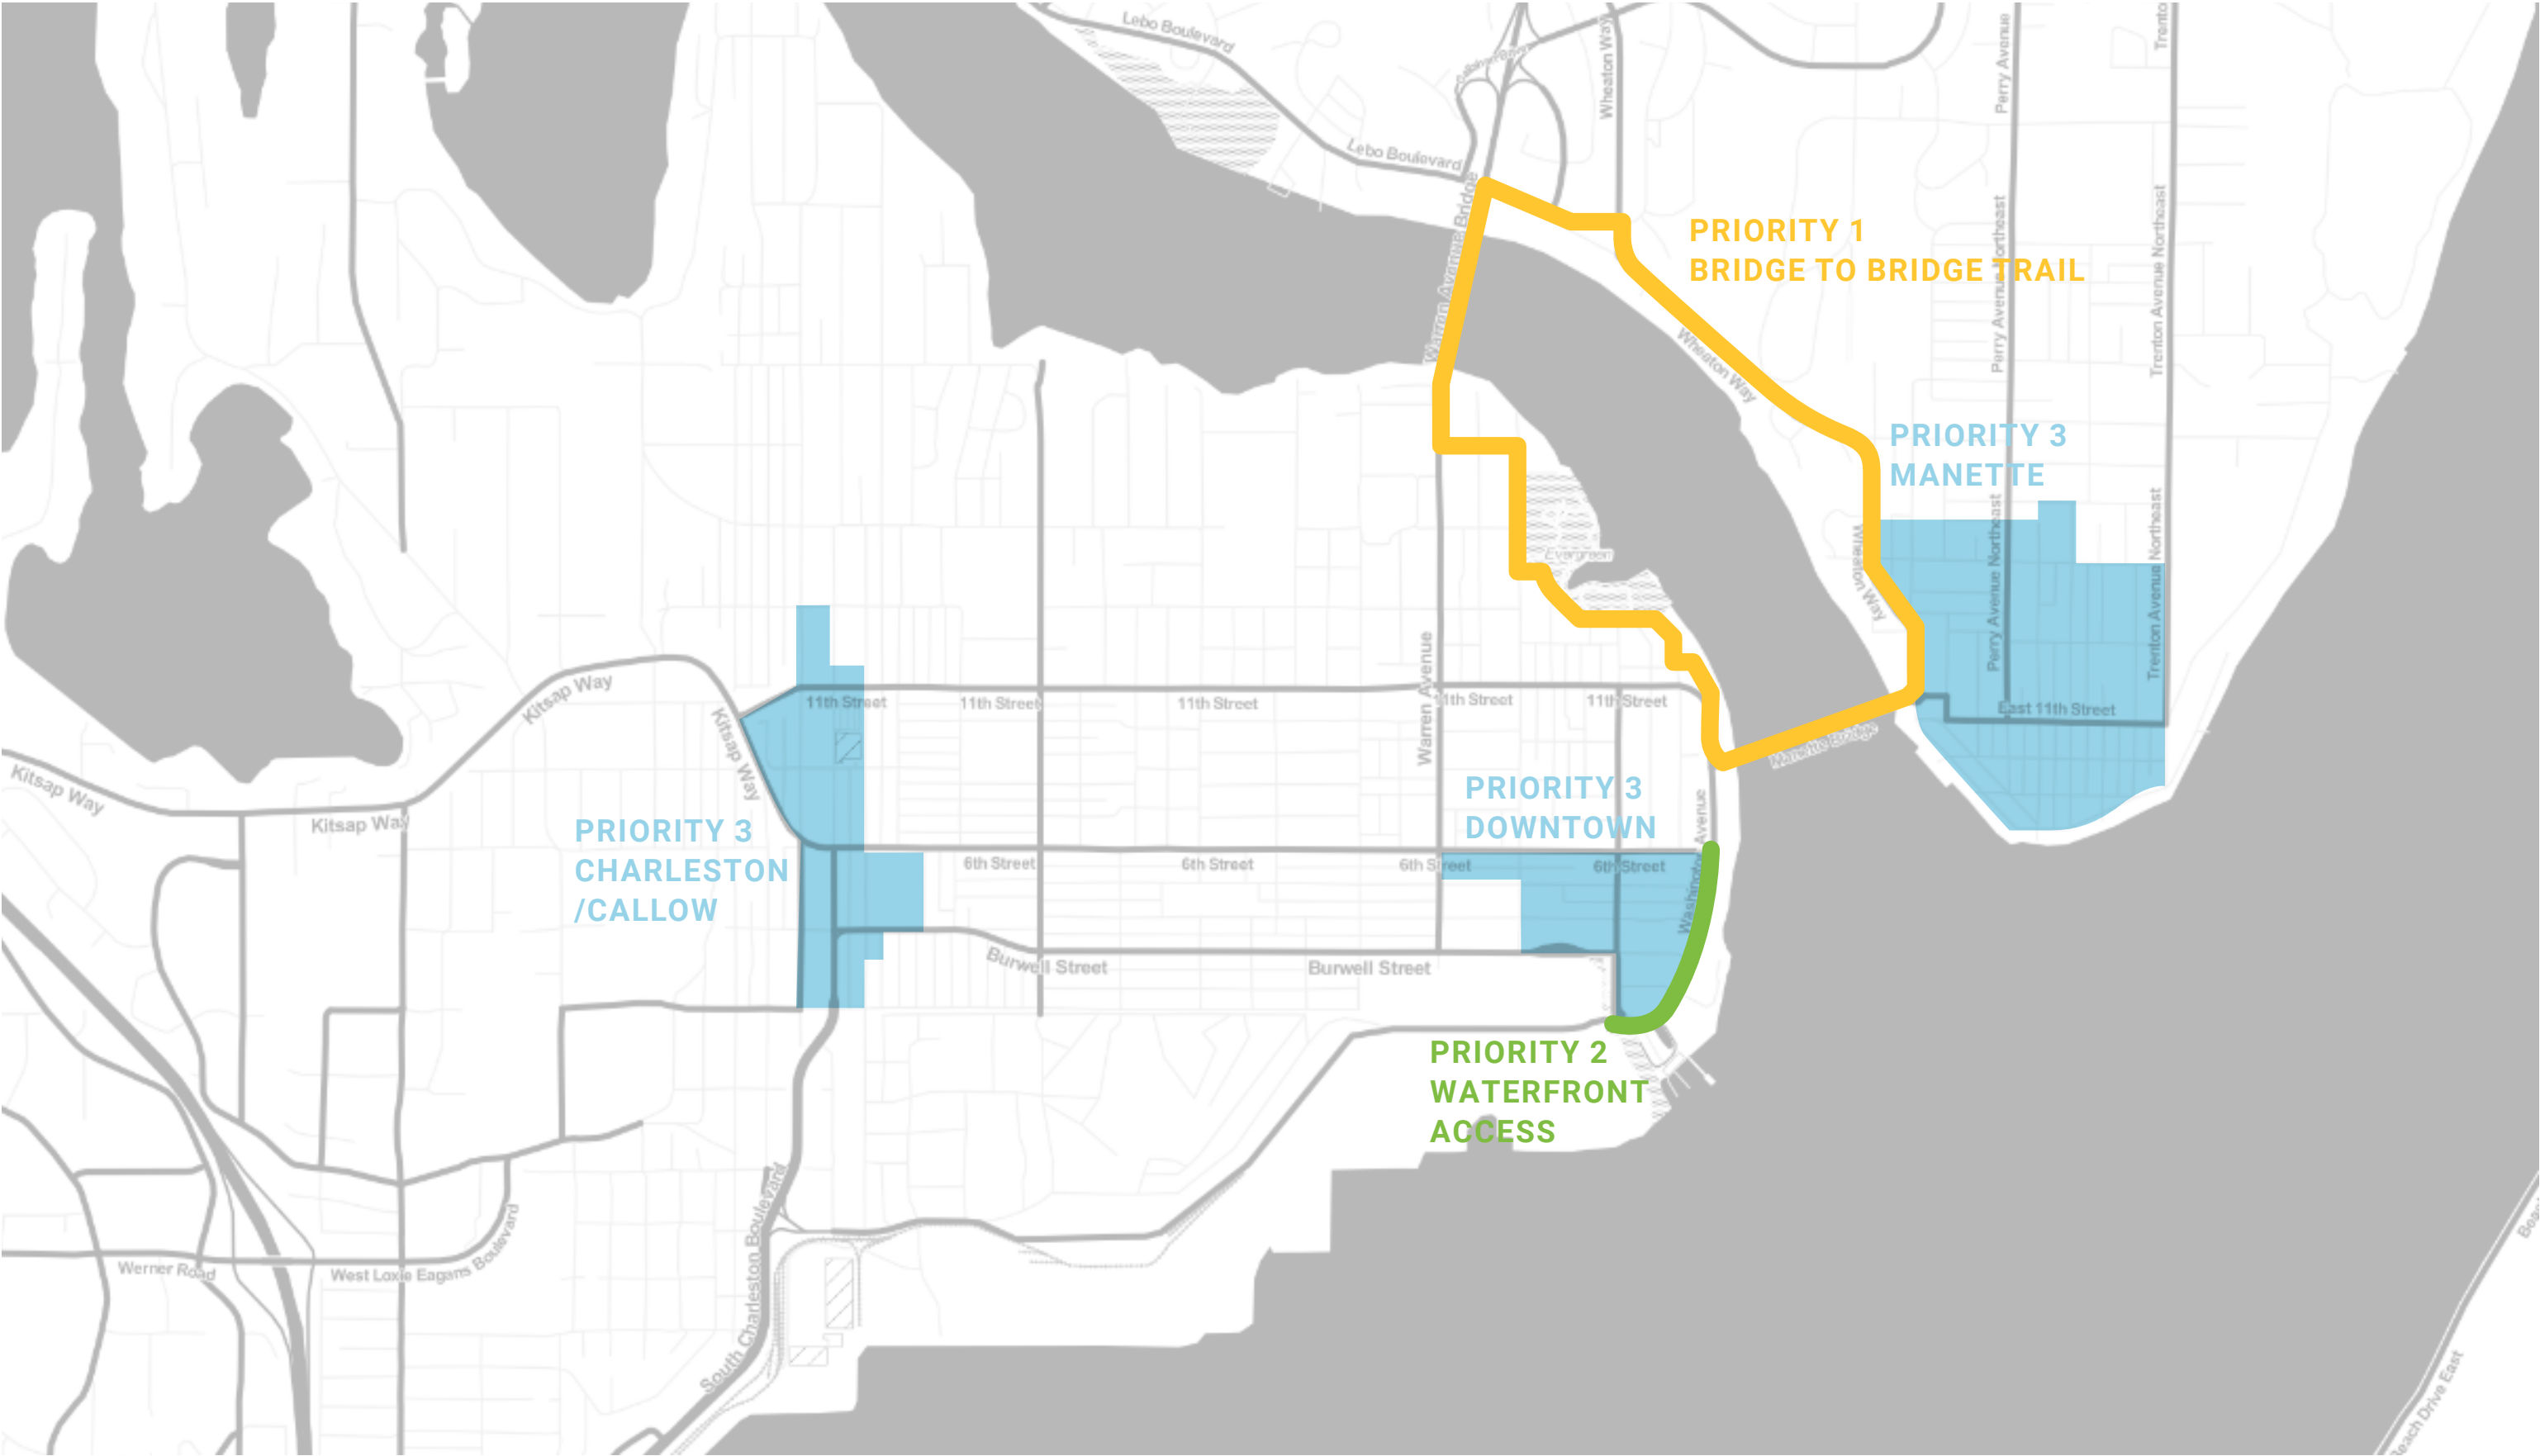 Lebo Boulevard
Wheaton Way
Perry Avenue
Trento
Lebo Boulevard
Warren Avenue Bridge
PRIORITY 1
BRIDGE TO BRIDGE TRAIL
Perry Avenue Northeast
Trenton Avenue Northeast
Wheaton Way
PRIORITY 3
MANETTE
Evergreen
Wheaton Way
Perry Avenue Northeast
Trenton Avenue Northeast
Kitsap Way
11th Street
11th Street
11th Street
Warren Avenue
11th Street
11th Street
East 11th Street
Kitsap Way
Manette Bridge
Kitsap Way
Kitsap Way
PRIORITY 3
DOWNTOWN
PRIORITY 3
CHARLESTON
/CALLOW
6th Street
6th Street
6th Street
6th Street
Washington Avenue
Burwell Street
Burwell Street
PRIORITY 2
WATERFRONT
ACCESS
South Charleston Boulevard
Werner Road
West Loxie Eagans Boulevard
Beac
Beach Drive East